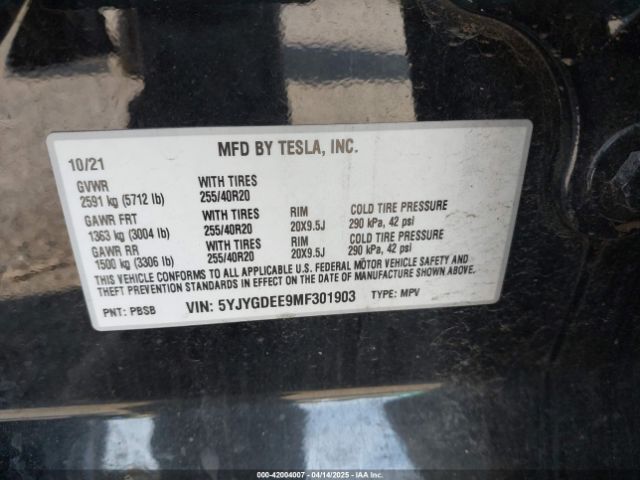 MFD BY TESLA, INC.
10/21
GVWR WITH TIRES
2591 kg (5712 lb) 255/40R20
GAWR FRT WITH TIRES RIM COLD TIRE PRESSURE
1363 kg (3004 lb) 255/40R20 20X9.5J 290 kPa, 42 psi
GAWR RR WITH TIRES RIM COLD TIRE PRESSURE
1500 kg (3306 lb) 255/40R20 20X9.5J 290 kPa, 42 psi
THIS VEHICLE CONFORMS TO ALL APPLICABLE U.S. FEDERAL MOTOR VEHICLE SAFETY AND
THEFT PREVENTION STANDARDS IN EFFECT ON THE DATE OF MANUFACTURE SHOWN ABOVE.
PNT: PBSB VIN: 5YJYGDEE9MF301903 TYPE: MPV
000-42004007 - 04/14/2025 - IAAI.COM